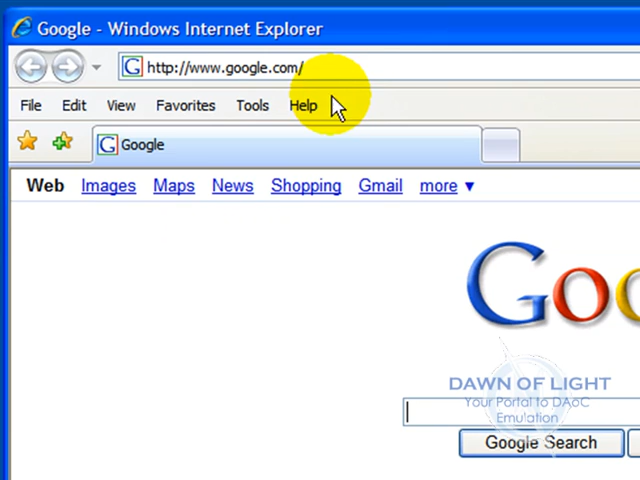 Google - Windows Internet Explorer
http://www.google.com/
File Edit View Favorites Tools Help
Google
Web Images Maps News Shopping Gmail more ▼
Goo
DAWN OF LIGHT
Your Portal to DAoC
Emulation
Google Search